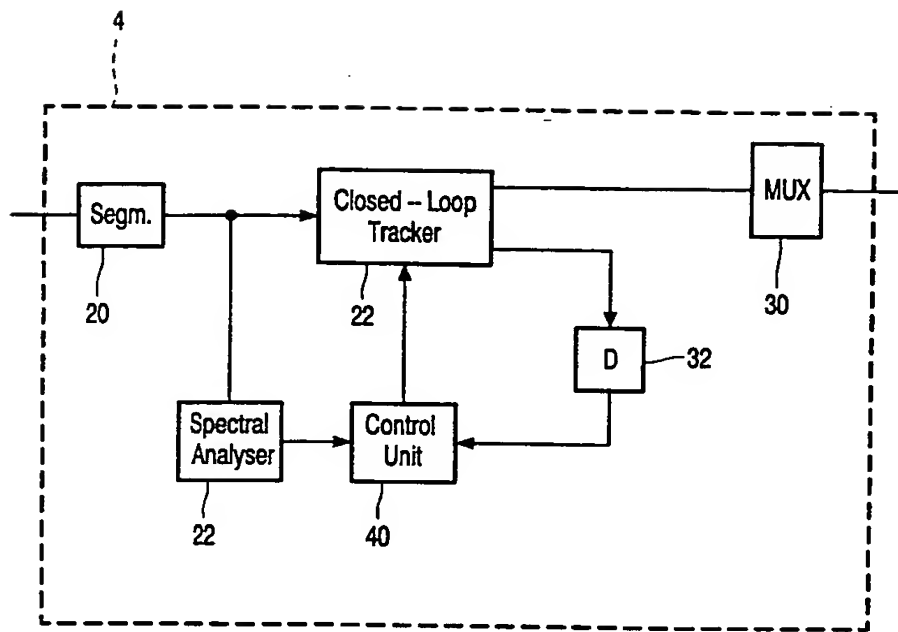 4
Segm.
20
Closed – Loop
Tracker
22
MUX
30
D
32
Spectral
Analyser
22
Control
Unit
40